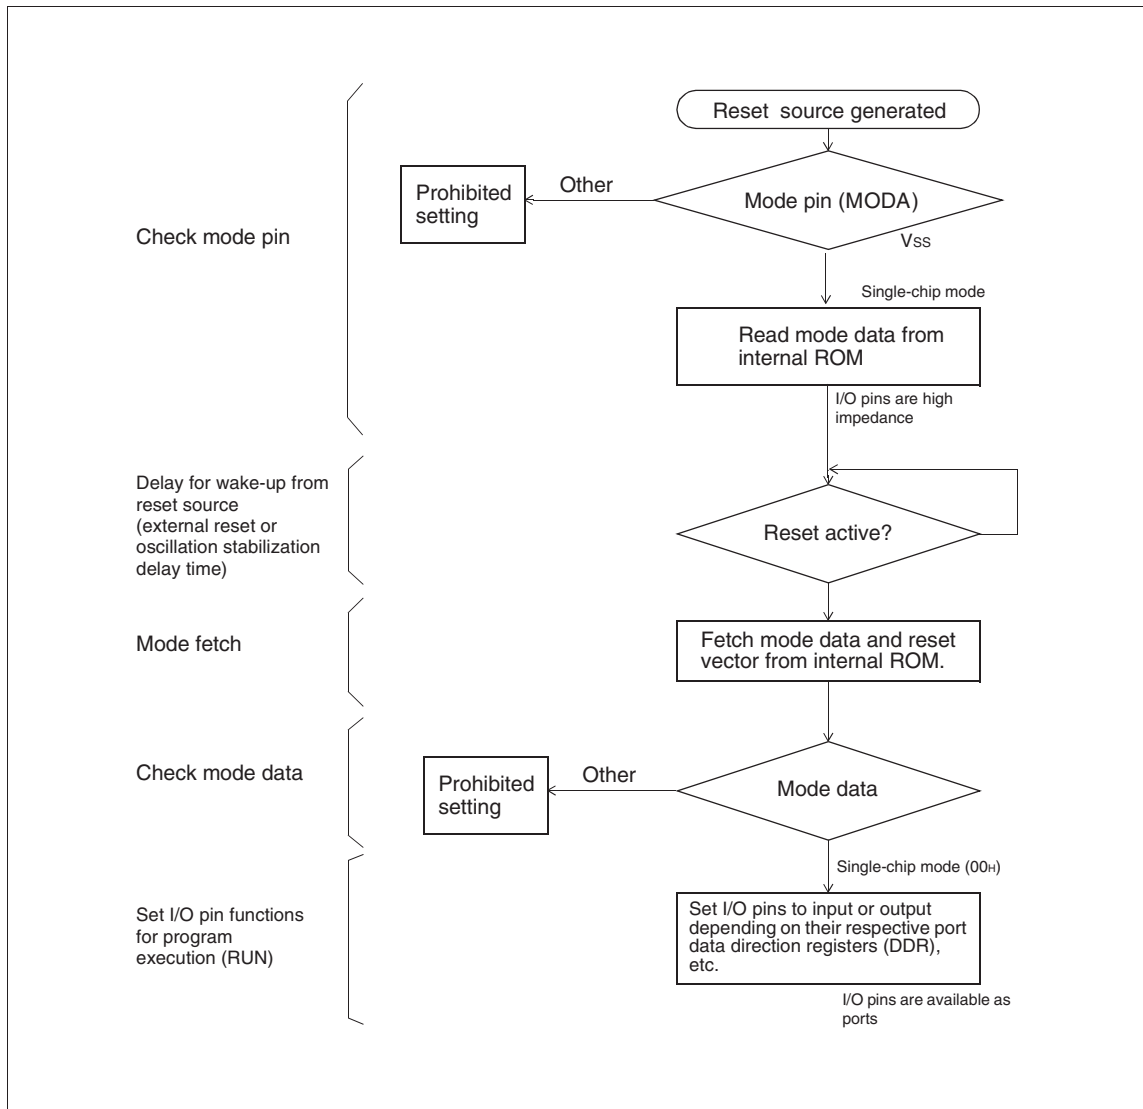 Reset source generated
Mode pin (MODA)
Other
Prohibited
setting
Check mode pin
VSS
Single-chip mode
Read mode data from
internal ROM
I/O pins are high
impedance
Delay for wake-up from
reset source
(external reset or
oscillation stabilization
delay time)
Reset active?
Mode fetch
Fetch mode data and reset
vector from internal ROM.
Check mode data
Prohibited
setting
Other
Mode data
Single-chip mode (00H)
Set I/O pin functions
for program
execution (RUN)
Set I/O pins to input or output
depending on their respective port
data direction registers (DDR),
etc.
I/O pins are available as
ports